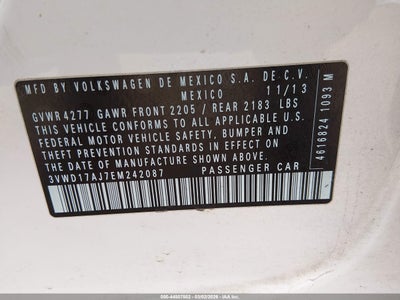 MFD BY VOLKSWAGEN DE MEXICO S.A. DE C.V.
MEXICO 11/13
GVWR 4277 GAWR FRONT 2205 / REAR 2183 LBS
THIS VEHICLE CONFORMS TO ALL APPLICABLE U.S.
FEDERAL MOTOR VEHICLE SAFETY, BUMPER AND
THEFT PREVENTION STANDARDS IN EFFECT ON
THE DATE OF MANUFACTURE SHOWN ABOVE.
3VWD17AJ7EM242087 PASSENGER CAR
4616824 1093 M